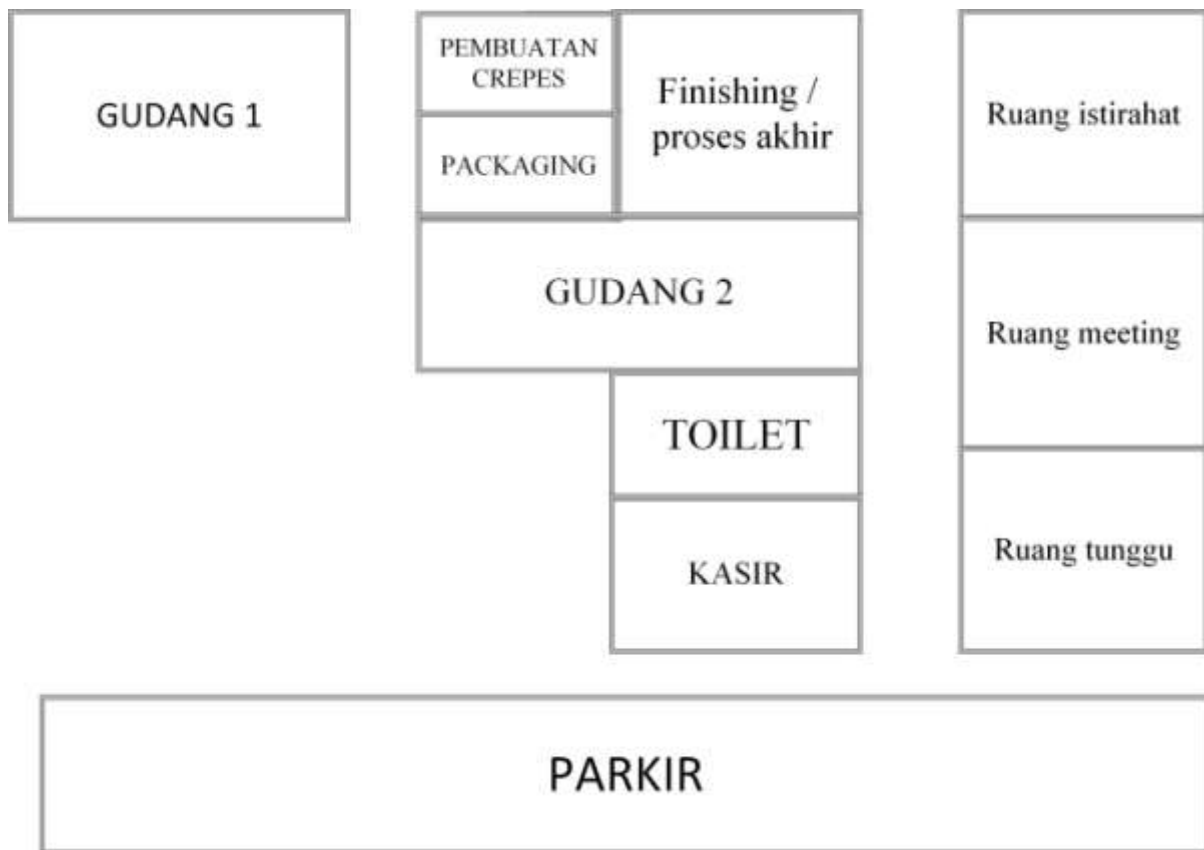 GUDANG 1
PEMBUATAN
CREPES
PACKAGING
Finishing /
proses akhir
GUDANG 2
TOILET
KASIR
Ruang istirahat
Ruang meeting
Ruang tunggu
PARKIR